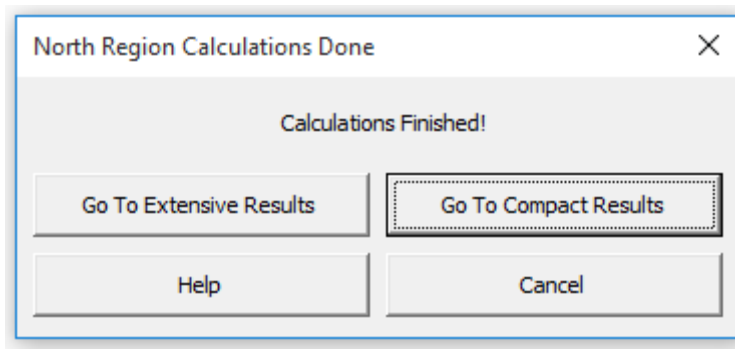 North Region Calculations Done
Calculations Finished!
Go To Extensive Results
Go To Compact Results
Help
Cancel